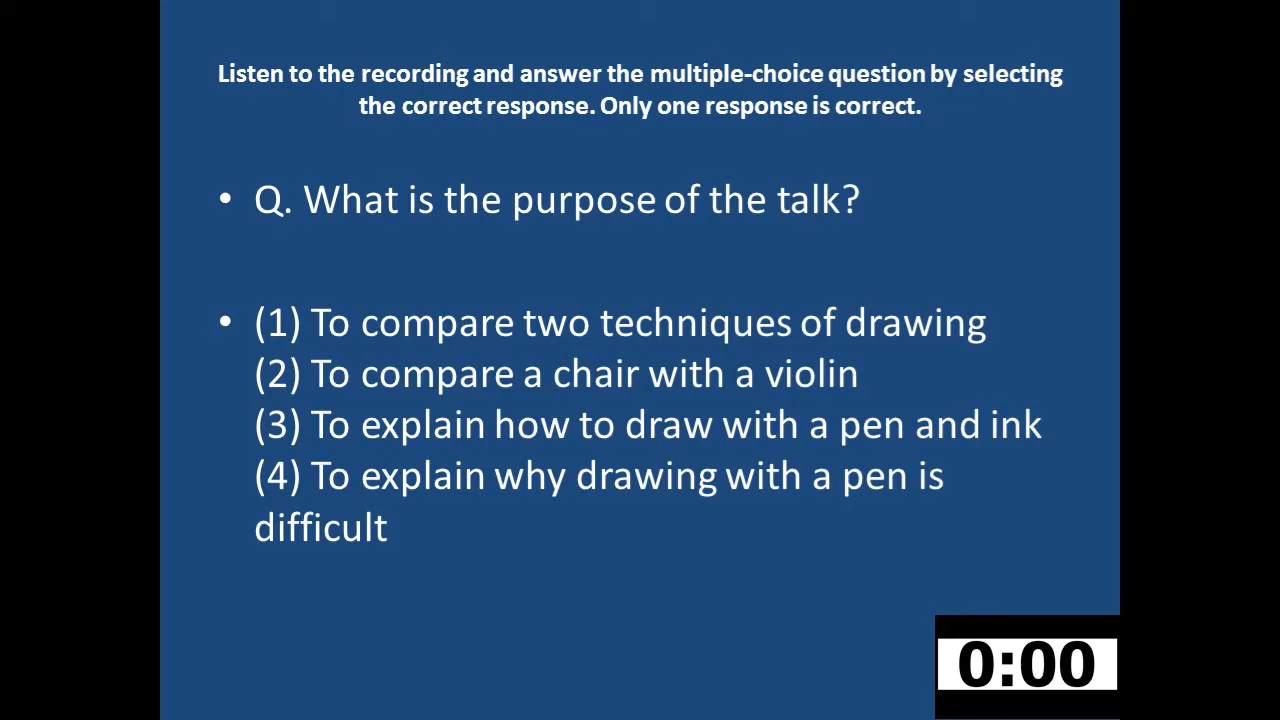 Listen to the recording and answer the multiple-choice question by selecting
the correct response. Only one response is correct.
• Q. What is the purpose of the talk?
• (1) To compare two techniques of drawing
(2) To compare a chair with a violin
(3) To explain how to draw with a pen and ink
(4) To explain why drawing with a pen is
difficult
0:00